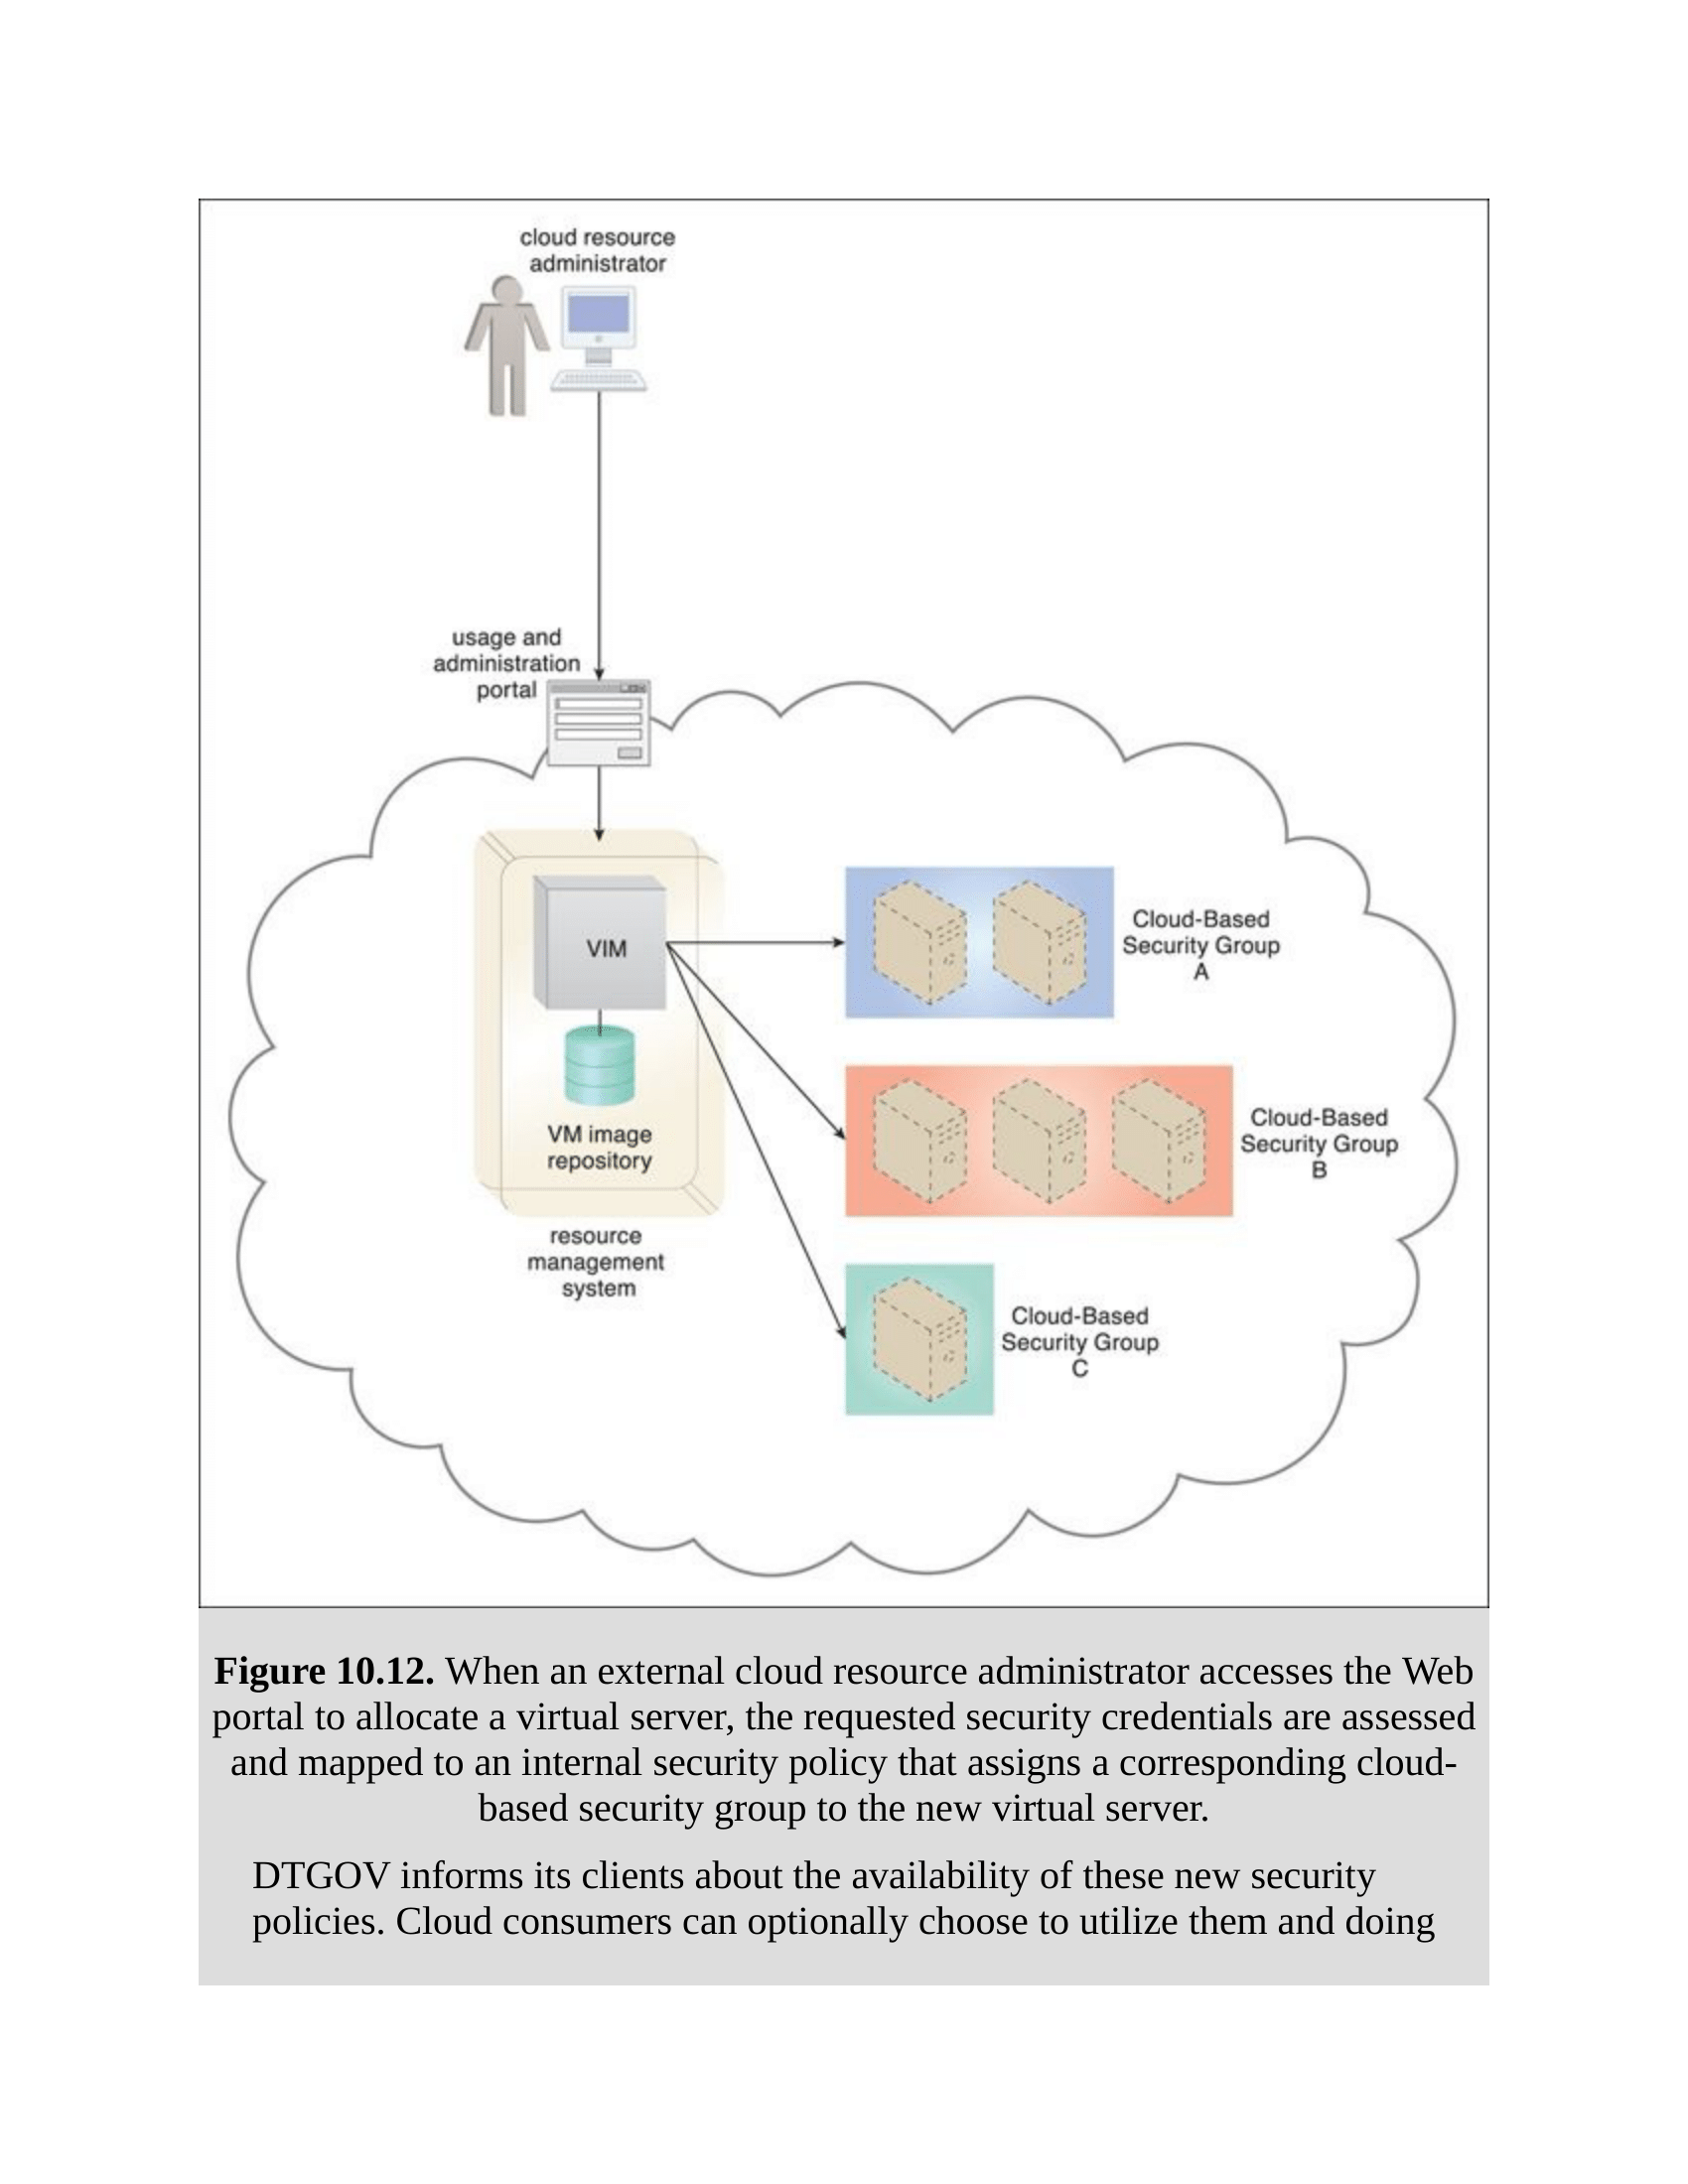 cloud resource
administrator
usage and
administration
portal
VIM
VM image
repository
resource
management
system
Cloud-Based
Security Group
A
Cloud-Based
Security Group
B
Cloud-Based
Security Group
C
Figure 10.12. When an external cloud resource administrator accesses the Web
portal to allocate a virtual server, the requested security credentials are assessed
and mapped to an internal security policy that assigns a corresponding cloud-
based security group to the new virtual server.
DTGOV informs its clients about the availability of these new security
policies. Cloud consumers can optionally choose to utilize them and doing